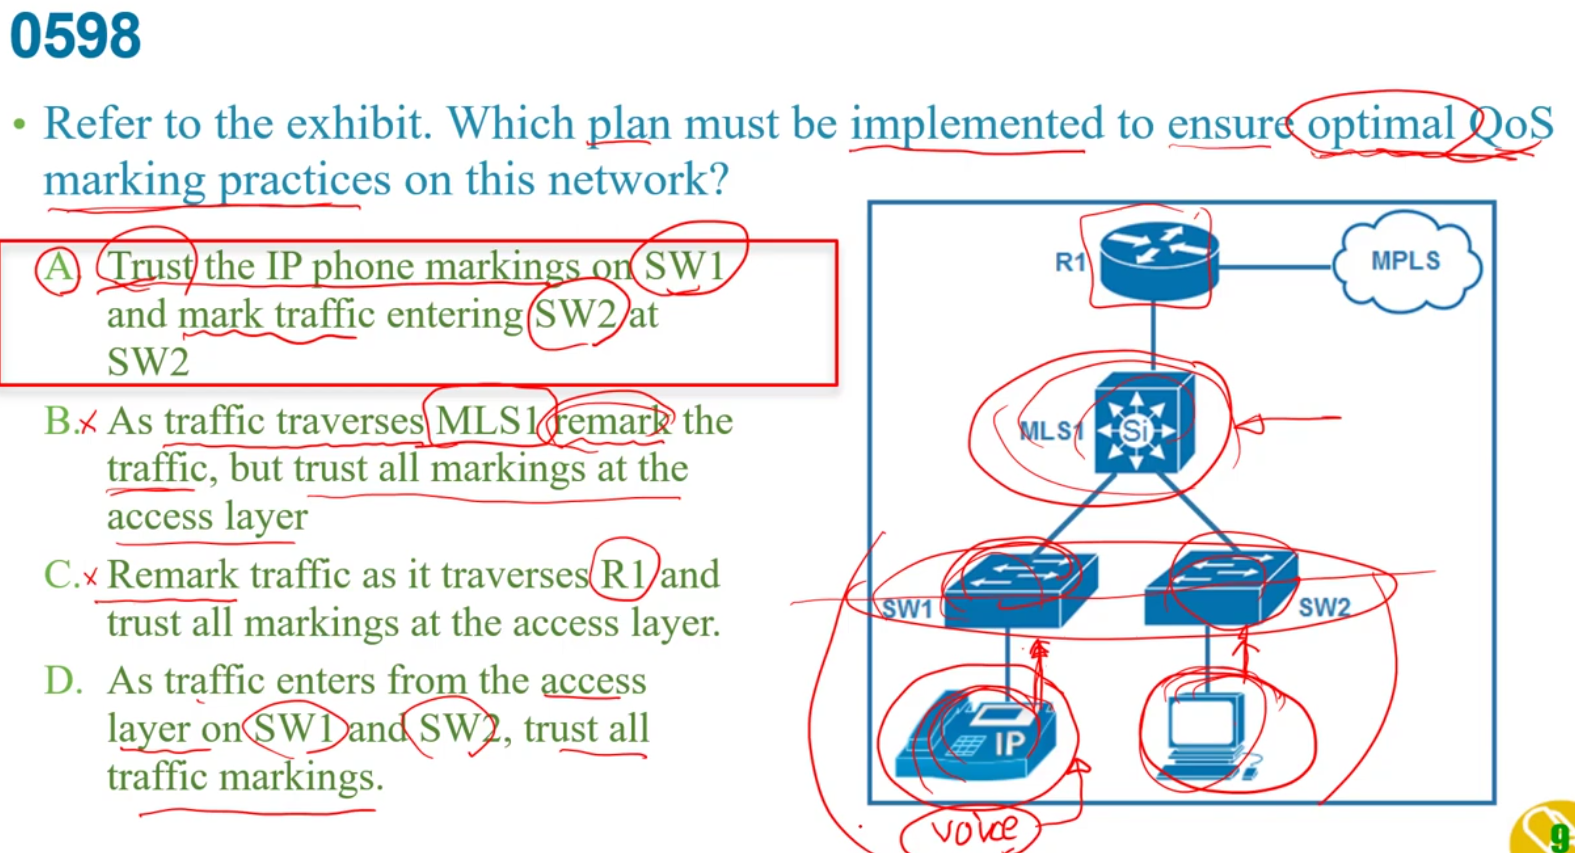 0598
• Refer to the exhibit. Which plan must be implemented to ensure optimal QoS
marking practices on this network?
A. Trust the IP phone markings on SW1
and mark traffic entering SW2 at
SW2
B. As traffic traverses MLS1 remark the
traffic, but trust all markings at the
access layer
C. Remark traffic as it traverses R1 and
trust all markings at the access layer.
D. As traffic enters from the access
layer on SW1 and SW2, trust all
traffic markings.
R1
MPLS
MLS1
Si
SW1
SW2
IP
voice
9